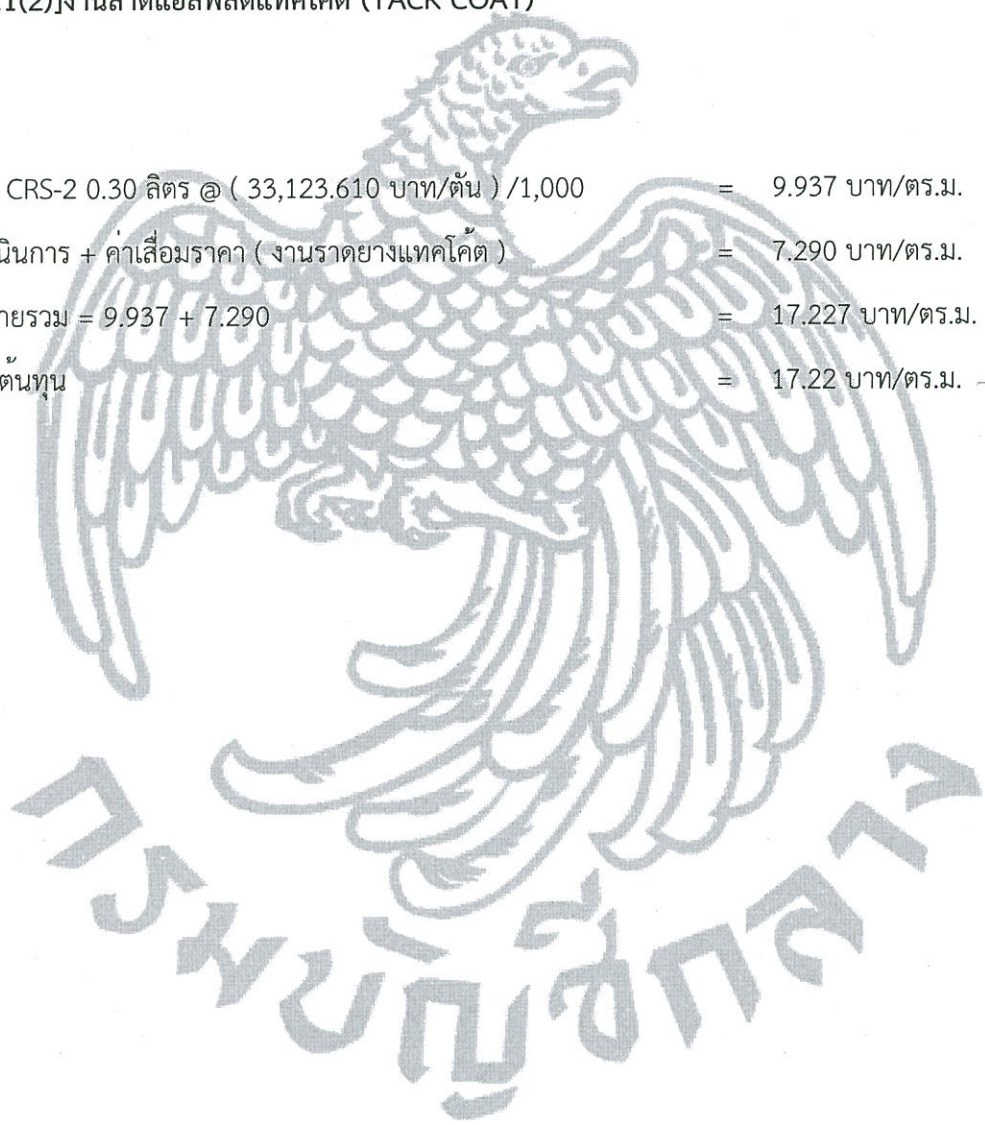 1(2)]งานลาดแอสฟัลต์แทคโค้ต (TACK COAT)
CRS-2 0.30 ลิตร @ ( 33,123.610 บาท/ตัน ) /1,000 = 9.937 บาท/ตร.ม.
นินการ + ค่าเสื่อมราคา ( งานราดยางแทคโค้ต ) = 7.290 บาท/ตร.ม.
ายรวม = 9.937 + 7.290 = 17.227 บาท/ตร.ม.
ต้นทุน = 17.22 บาท/ตร.ม.
กรมบัญชีกลาง